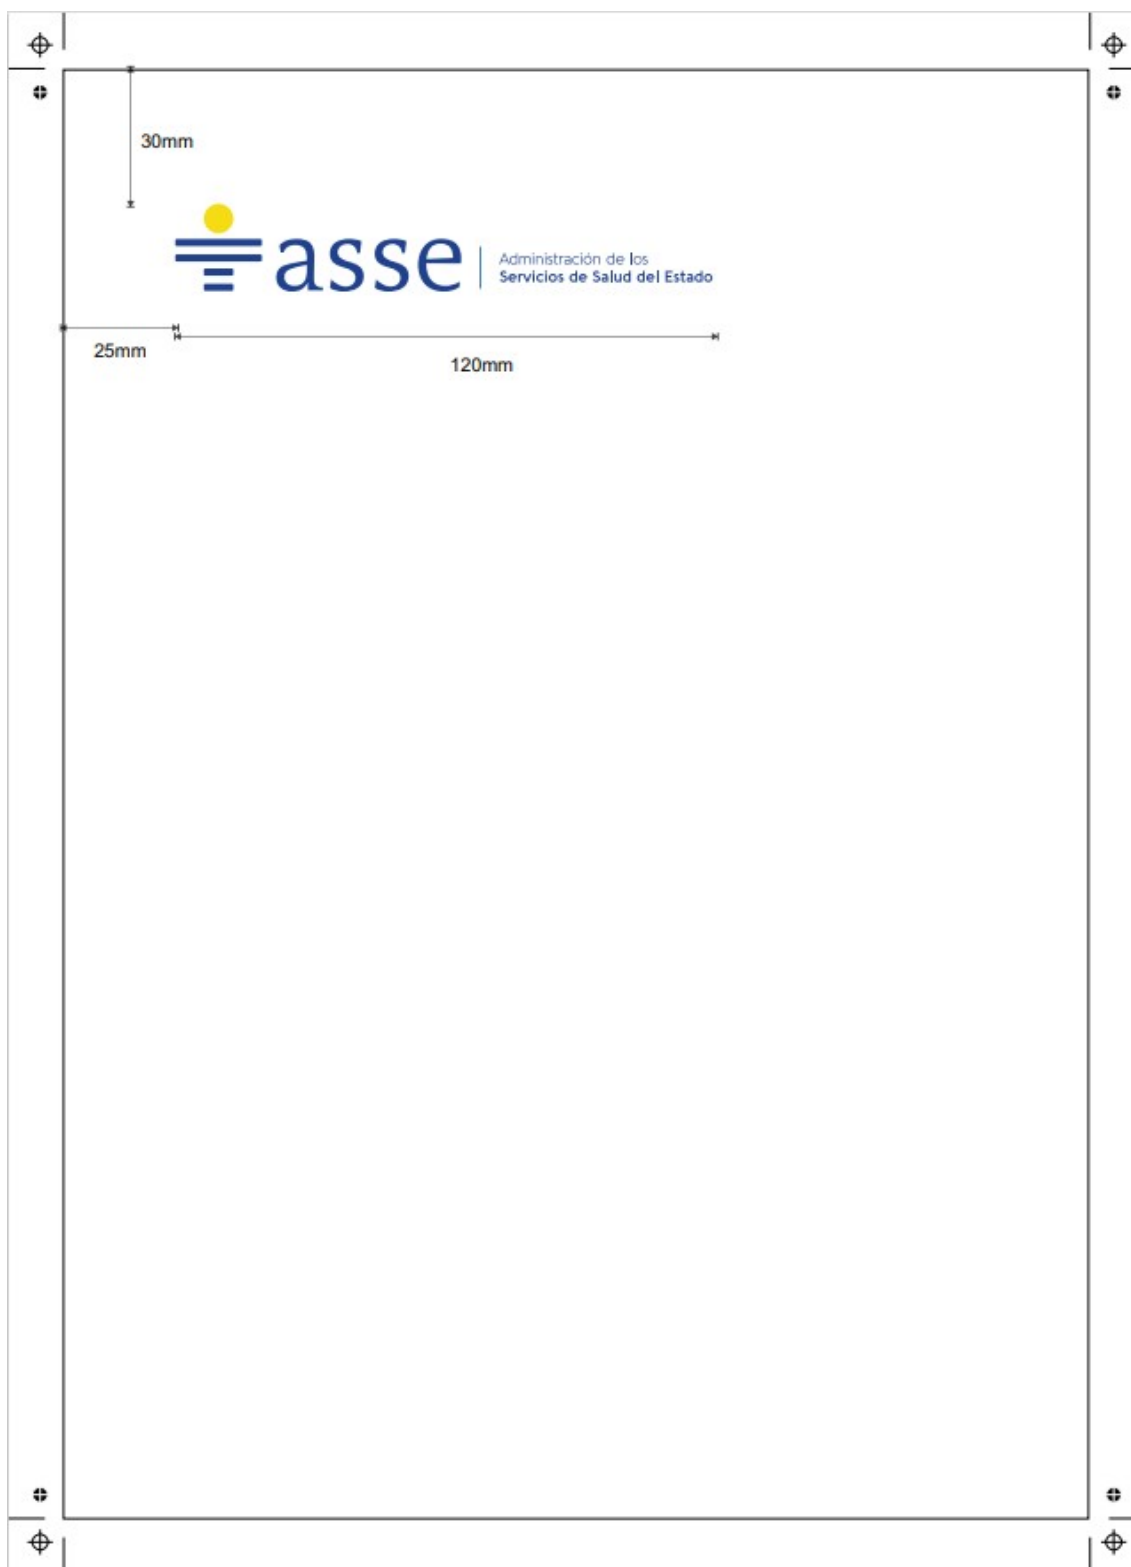 30mm
asse
Administración de los
Servicios de Salud del Estado
25mm
120mm